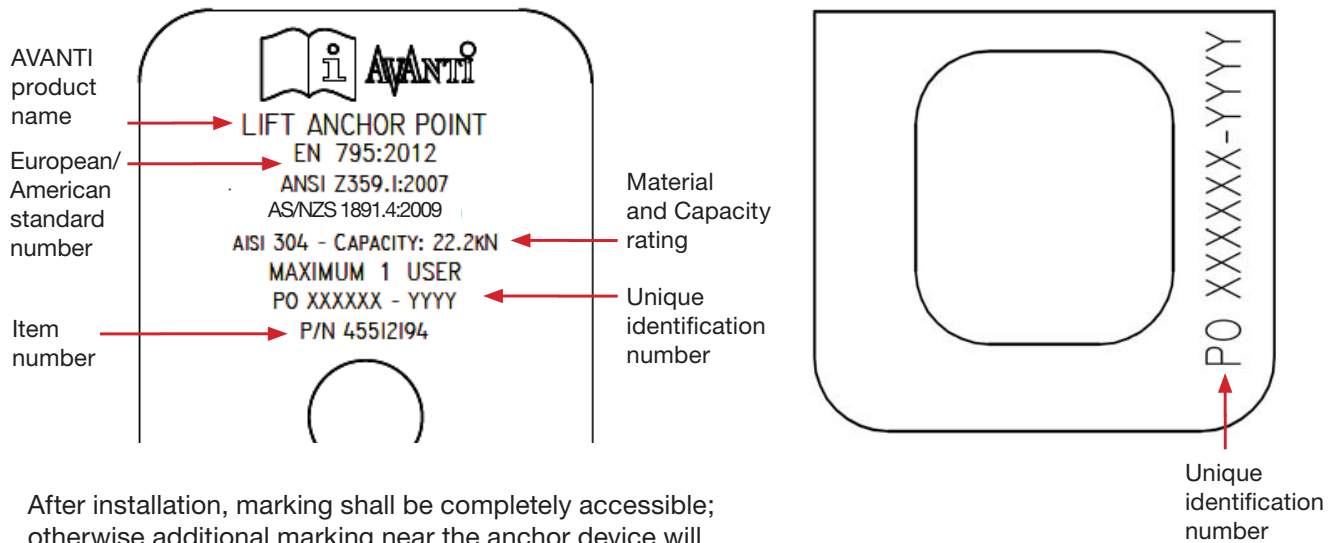 AVANTI
product
name
European/
American
standard
number
Item
number
i AVANTI
LIFT ANCHOR POINT
EN 795:2012
ANSI Z359.1:2007
AS/NZS 1891.4:2009
AISI 304 - CAPACITY: 22.2KN
MAXIMUM 1 USER
PO XXXXXX - YYYY
P/N 45512194
Material
and Capacity
rating
Unique
identification
number
PO XXXXXX-YYYY
Unique
identification
number
After installation, marking shall be completely accessible;
otherwise additional marking near the anchor device will